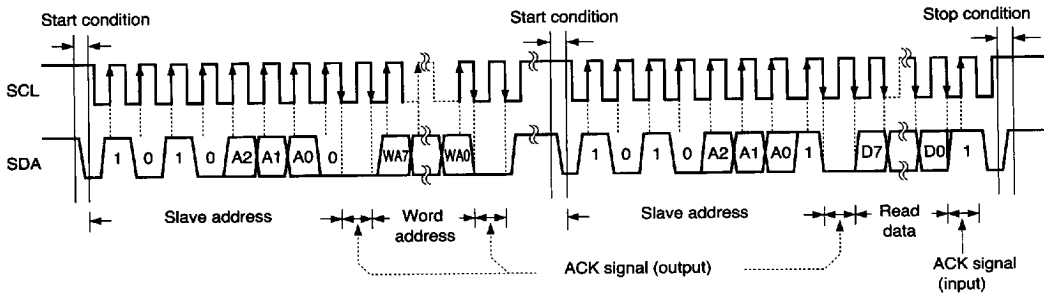 Start condition Start condition Stop condition
SCL
SDA 1 0 1 0 A2 A1 A0 0 WA7 WA0 1 0 1 0 A2 A1 A0 1 D7 D0 1
Slave address Word address Slave address Read data
ACK signal (output) ACK signal (input)